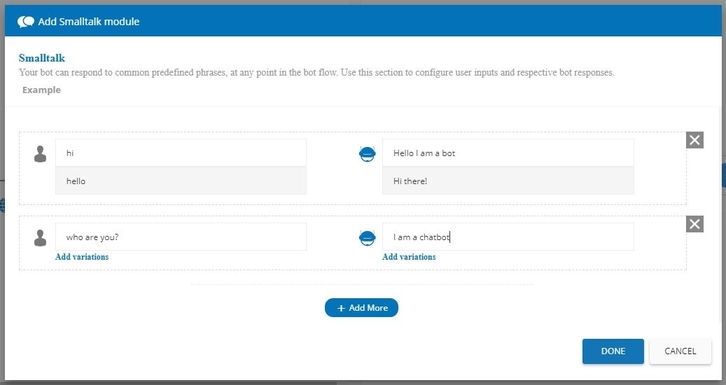 Add Smalltalk module
Smalltalk
Your bot can respond to common predefined phrases, at any point in the bot flow. Use this section to configure user inputs and respective bot responses.
Example
hi
Hello I am a bot
hello
Hi there!
who are you?
I am a chatbot
Add variations
Add variations
+ Add More
DONE
CANCEL